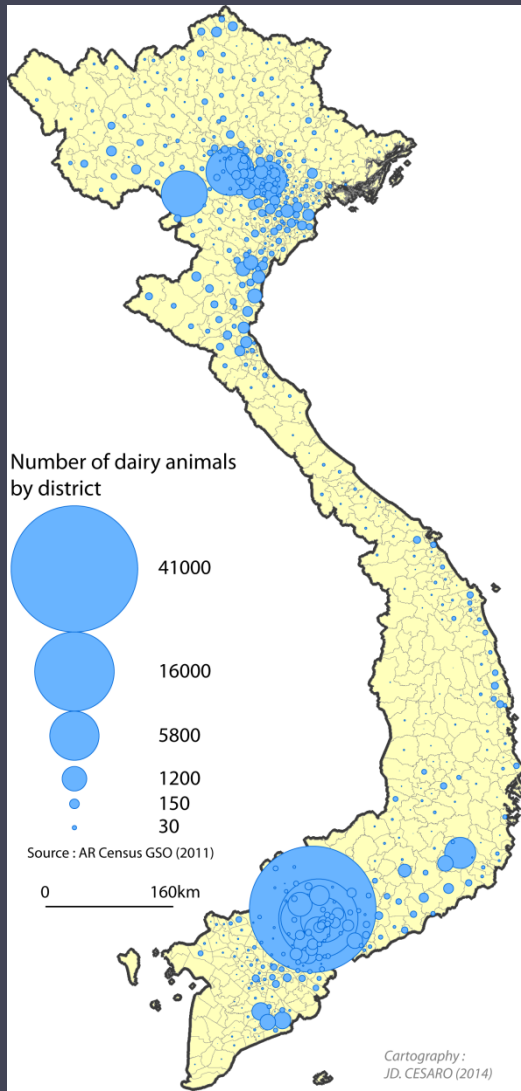 Number of dairy animals
by district
41000
16000
5800
1200
150
30
Source : AR Census GSO (2011)
0 160km
Cartography :
JD. CESARO (2014)